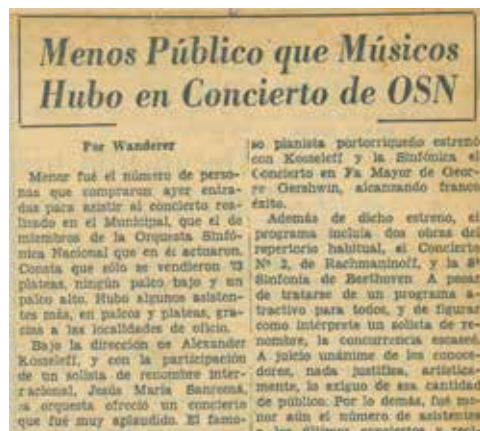 Menos Público que Músicos
Hubo en Concierto de OSN
Por Wanderer
Menor fué el número de perso-
nas que compraron ayer entra-
das para asistir al concierto rea-
lizado en el Municipal, que el de
miembros de la Orquesta Sinfó-
nica Nacional que en él actuaron.
Consta que sólo se vendieron
plateas, ningún palco bajo y un
palco alto. Hubo algunos asisten-
tes más, en palcos y plateas, gra-
cias a las localidades de oficio.
Bajo la dirección de Alexander
Kosseleff, y con la participación
de un solista de renombre inter-
nacional, Jesús María Sanromá,
la orquesta ofreció un concierto
que fué muy aplaudido. El famo-
so pianista portorriqueño estrenó
con Kosseleff y la Sinfónica el
Concierto en Fa Mayor de Geor-
ge Gershwin, alcanzando franco
éxito.
Además de dicho estreno, el
programa incluía dos obras del
repertorio habitual, el Concierto
Nº 2, de Rachmaninoff, y la
Sinfonía de Beethoven. A pesar
de tratarse de un programa a-
tractivo para todos, y de figurar
como intérprete un solista de re-
nombre, la concurrencia escaseó.
A juicio unánime de los conoce-
dores, nada justifica, artística-
mente, lo exiguo de esa cantidad
de público. Por lo demás, fué me-
nor aún el número de asistentes